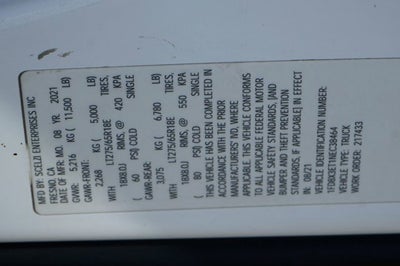 MFD BY: SCELD ENTERPRISES INC
FRESNO, CA
DATE OF MFD: MO. 08 YR. 2021
GVWR: 5,216 KG ( 11,500 LB)
GAWR-FRONT:
2,268 KG ( 5,000 LB)
WITH LT275/65R18E TIRES,
18X8.0J RIMS, @ 420 KPA
( 60 PSI) COLD SINGLE
GAWR-REAR:
3,075 KG ( 6,780 LB)
WITH LT275/65R18E TIRES,
18X8.0J RIMS, @ 550 KPA
( 80 PSI) COLD SINGLE
THIS VEHICLE HAS BEEN COMPLETED IN
ACCORDANCE WITH THE PRIOR
MANUFACTURERS' IVD, WHERE
APPLICABLE. THIS VEHICLE CONFORMS
TO ALL APPLICABLE FEDERAL MOTOR
VEHICLE SAFETY STANDARDS, [AND
BUMPER AND THEFT PREVENTION
STANDARDS, IF APPLICABLE] IN EFFECT
IN 08/21
VEHICLE IDENTIFICATION NUMBER:
1FD8X3E11NEC38464
VEHICLE TYPE: TRUCK
WORK ORDER: 217433